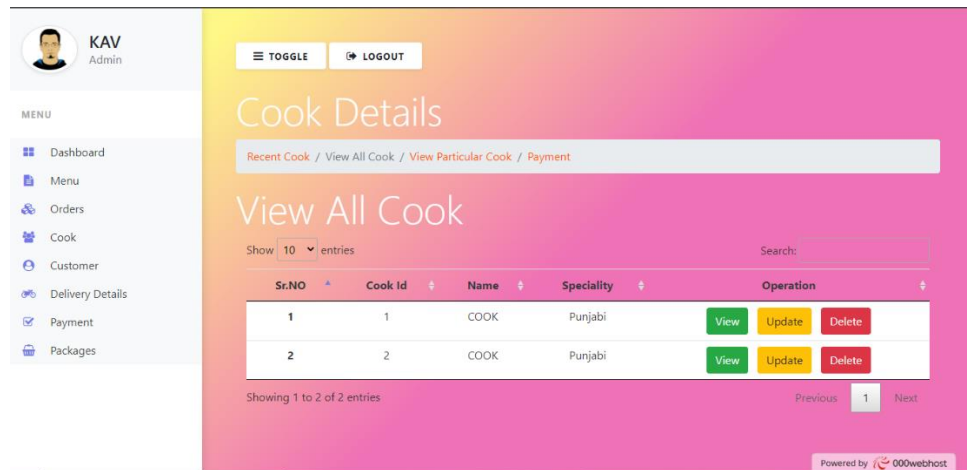 KAV
Admin
MENU
Dashboard
Menu
Orders
Cook
Customer
Delivery Details
Payment
Packages
TOGGLE
LOGOUT
Cook Details
Recent Cook / View All Cook / View Particular Cook / Payment
View All Cook
Show 10 entries
Search:
Sr.NO Cook Id Name Speciality Operation
1 1 COOK Punjabi View Update Delete
2 2 COOK Punjabi View Update Delete
Showing 1 to 2 of 2 entries
Previous 1 Next
Powered by 000webhost